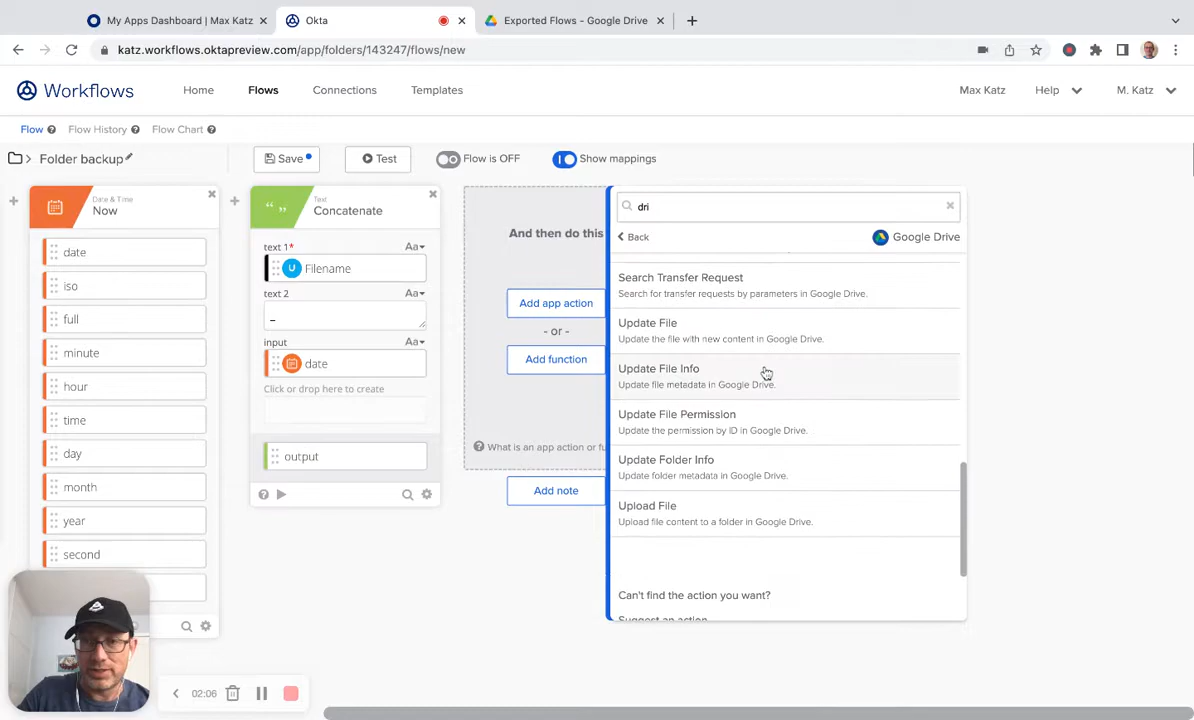 My Apps Dashboard | Max Katz
Okta
Exported Flows - Google Drive
katz.workflows.oktapreview.com/app/folders/143247/flows/new
Workflows
Home
Flows
Connections
Templates
Max Katz
Help
M. Katz
Flow
Flow History
Flow Chart
Folder backup
Save
Test
Flow is OFF
Show mappings
Date & Time
Now
date
iso
full
minute
hour
time
day
month
year
second
Text
Concatenate
text 1*
Aa
Filename
text 2
Aa
_
input
Aa
date
Click or drop here to create
output
And then do this
Add app action
- or -
Add function
What is an app action or fu
Add note
dri
Back
Google Drive
Search Transfer Request
Search for transfer requests by parameters in Google Drive.
Update File
Update the file with new content in Google Drive.
Update File Info
Update file metadata in Google Drive.
Update File Permission
Update the permission by ID in Google Drive.
Update Folder Info
Update folder metadata in Google Drive.
Upload File
Upload file content to a folder in Google Drive.
Can't find the action you want?
Suggest an action
02:06